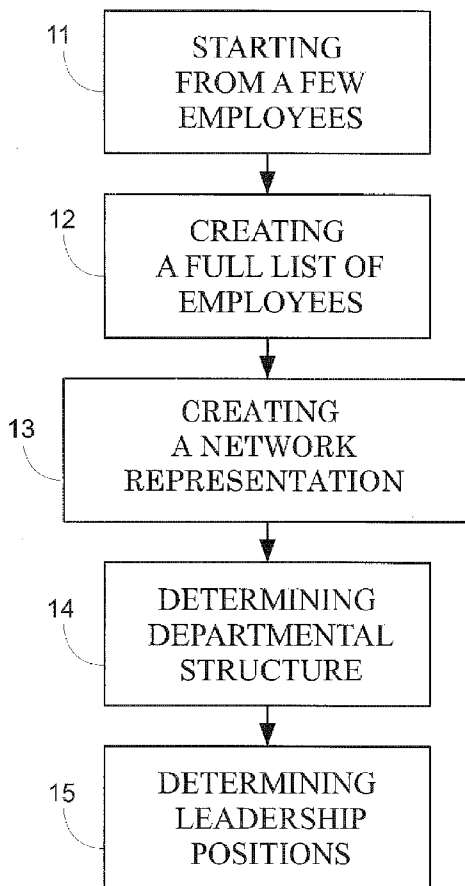 11
STARTING
FROM A FEW
EMPLOYEES
12
CREATING
A FULL LIST OF
EMPLOYEES
13
CREATING
A NETWORK
REPRESENTATION
14
DETERMINING
DEPARTMENTAL
STRUCTURE
15
DETERMINING
LEADERSHIP
POSITIONS